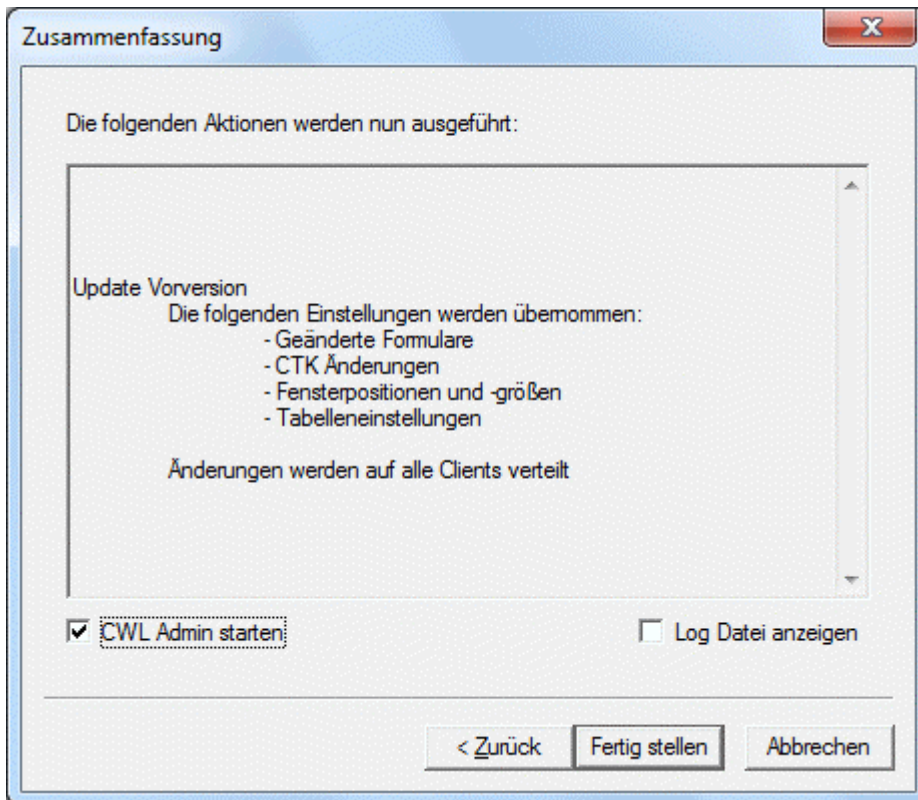 Zusammenfassung
Die folgenden Aktionen werden nun ausgeführt:
Update Vorversion
Die folgenden Einstellungen werden übernommen:
- Geänderte Formulare
- CTK Änderungen
- Fensterpositionen und -größen
- Tabelleneinstellungen
Änderungen werden auf alle Clients verteilt
CWL Admin starten
Log Datei anzeigen
< Zurück
Fertig stellen
Abbrechen